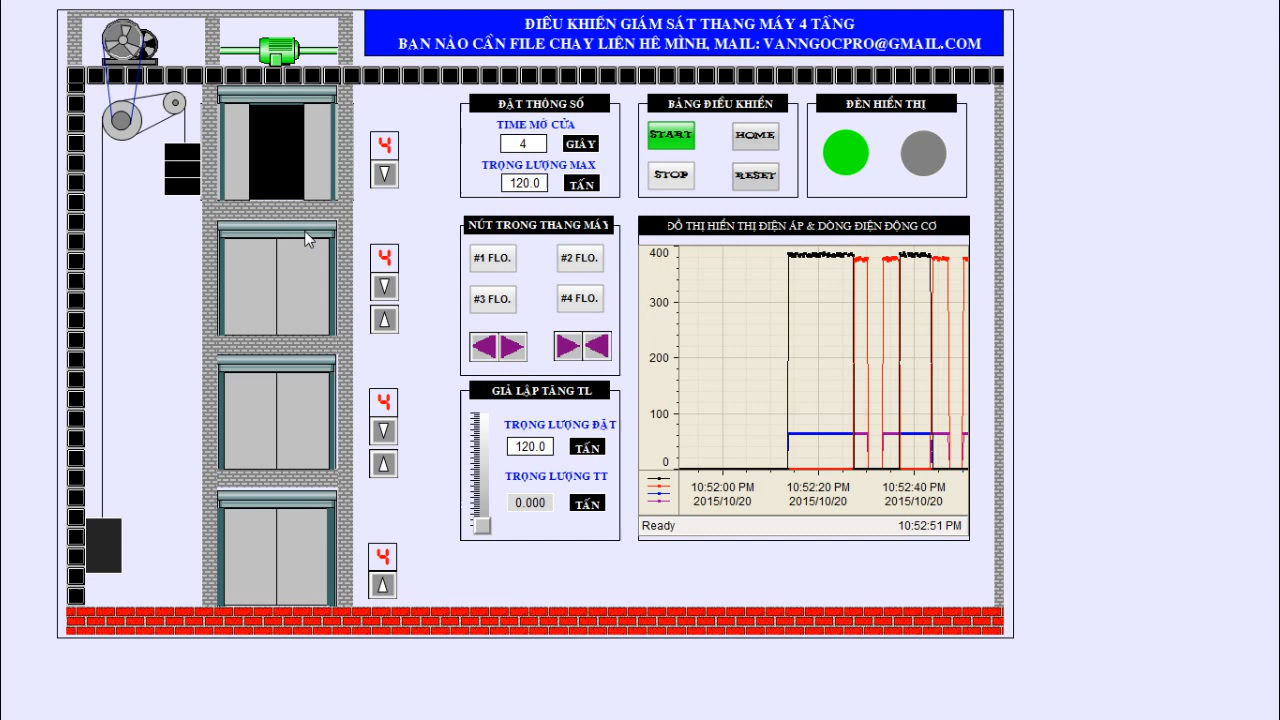 ĐIỀU KHIỂN GIÁM SÁT THANG MÁY 4 TẦNG
BẠN NÀO CẦN FILE CHẠY LIÊN HỆ MÌNH, MAIL: VANNGOCPRO@GMAIL.COM
ĐẶT THÔNG SỐ
TIME MỞ CỬA
4 GIÂY
TRỌNG LƯỢNG MAX
120.0 TẤN
BẢNG ĐIỀU KHIỂN
START HOME
STOP RESET
ĐÈN HIỂN THỊ
4
4
4
4
NÚT TRONG THANG MÁY
#1 FLO. #2 FLO.
#3 FLO. #4 FLO.
GIẢ LẬP TĂNG TL
TRỌNG LƯỢNG ĐẶT
120.0 TẤN
TRỌNG LƯỢNG TT
0.000 TẤN
ĐỒ THỊ HIỂN THỊ ĐIỆN ÁP & DÒNG ĐIỆN ĐỘNG CƠ
400
300
200
100
0
10:52:00 PM 10:52:20 PM 10:52:40 PM
2015/10/20 2015/10/20 2015/10/20
Ready 10:52:51 PM